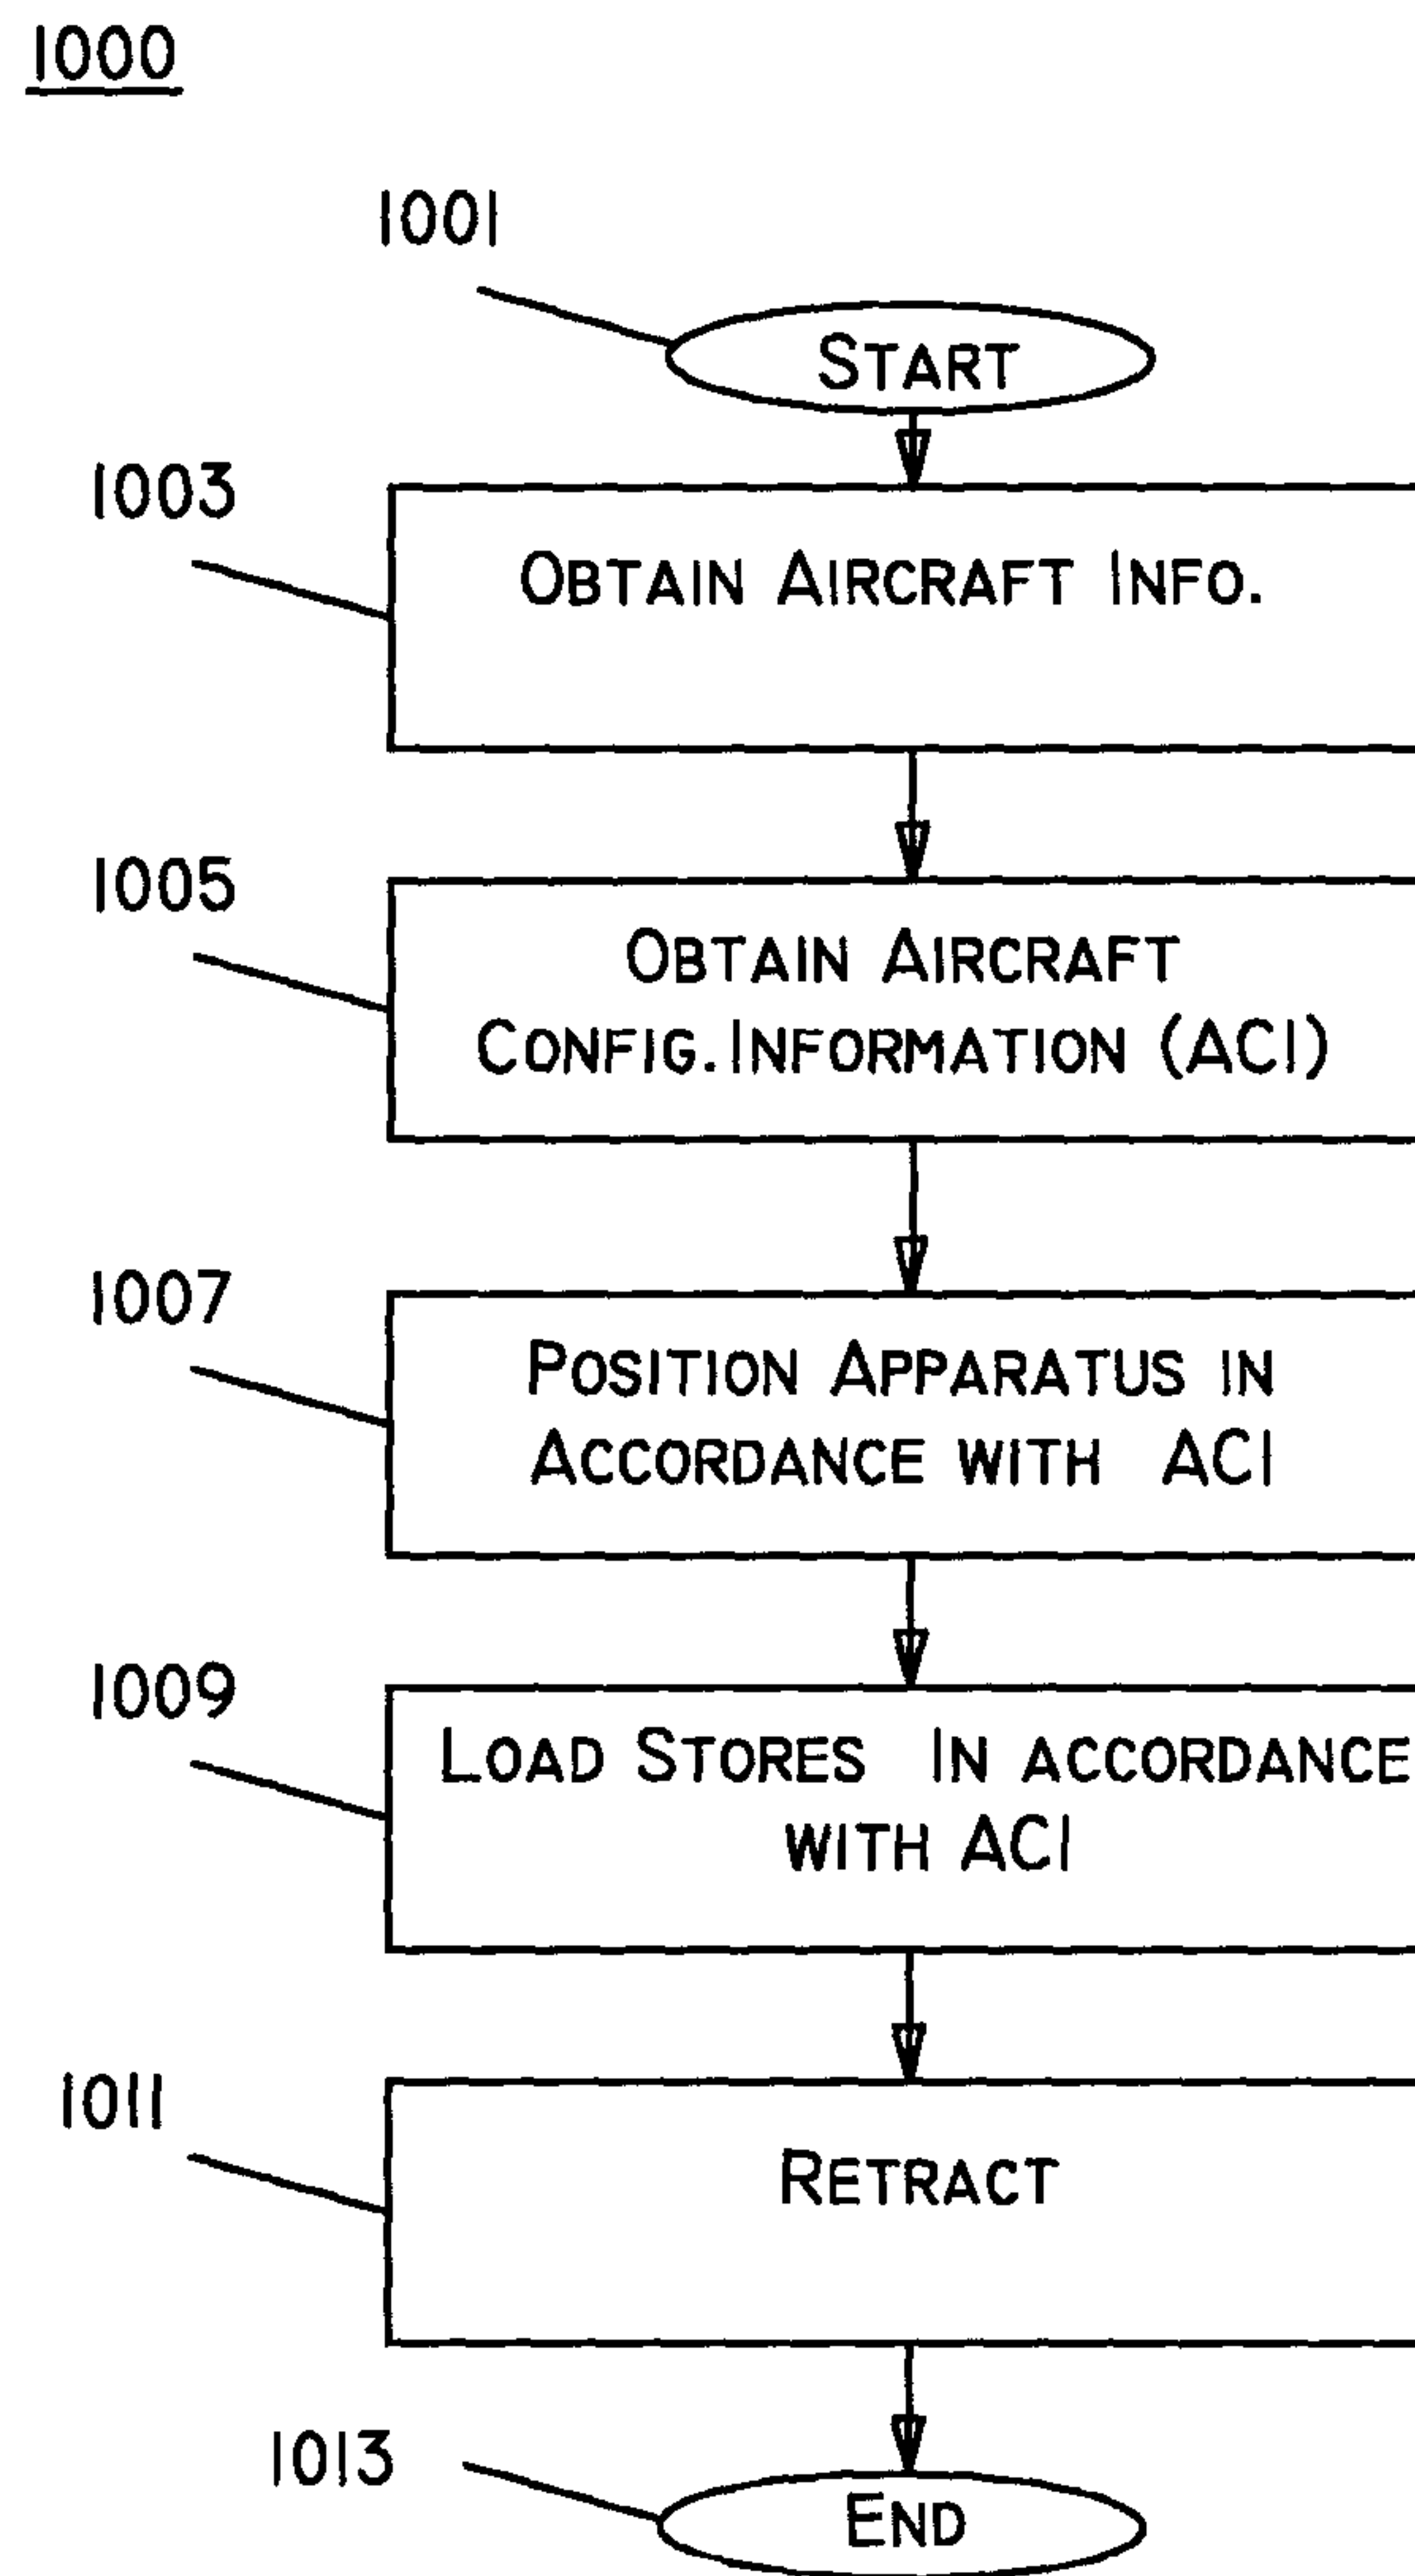 1000
1001
START
1003
OBTAIN AIRCRAFT INFO.
1005
OBTAIN AIRCRAFT
CONFIG. INFORMATION (ACI)
1007
POSITION APPARATUS IN
ACCORDANCE WITH ACI
1009
LOAD STORES IN ACCORDANCE
WITH ACI
1011
RETRACT
1013
END